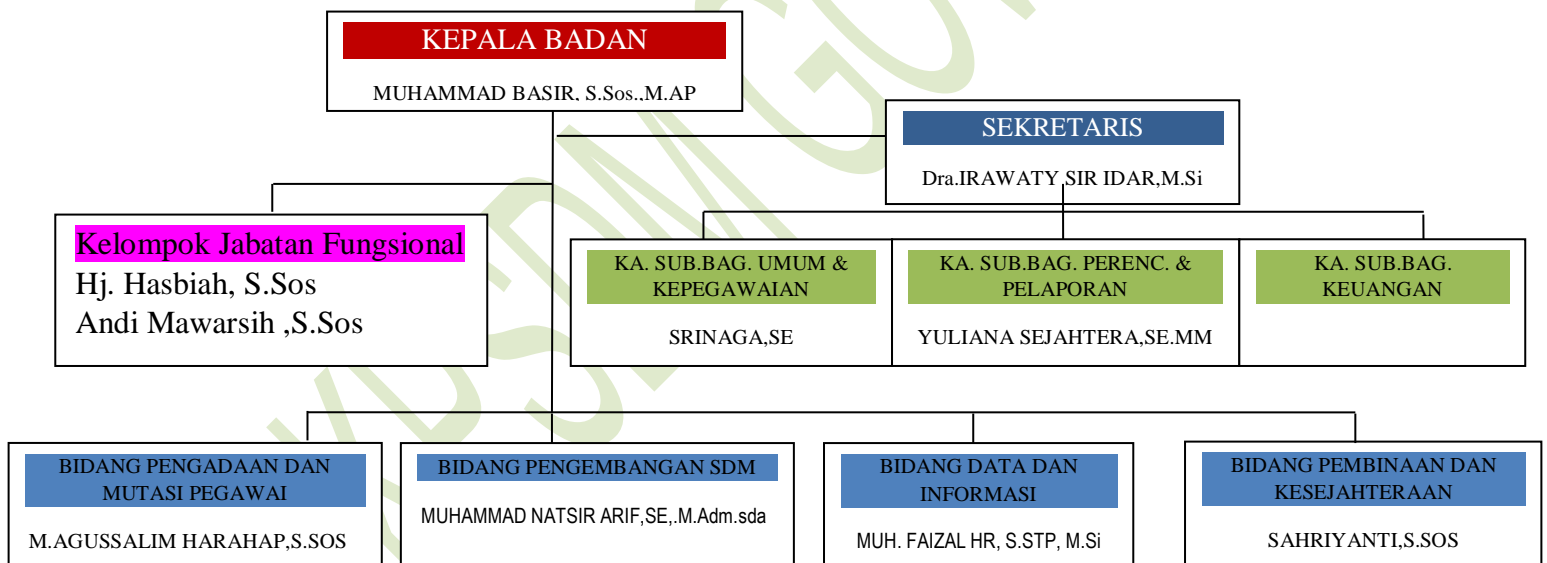 KEPALA BADAN
MUHAMMAD BASIR, S.Sos.,M.AP
SEKRETARIS
Dra.IRAWATY SIR IDAR,M.Si
Kelompok Jabatan Fungsional
Hj. Hasbiah, S.Sos
Andi Mawarsih ,S.Sos
KA. SUB.BAG. UMUM &
KEPEGAWAIAN
SRINAGA,SE
KA. SUB.BAG. PERENC. &
PELAPORAN
YULIANA SEJAHTERA,SE.MM
KA. SUB.BAG.
KEUANGAN
BIDANG PENGADAAN DAN
MUTASI PEGAWAI
M.AGUSSALIM HARAHAP,S.SOS
BIDANG PENGEMBANGAN SDM
MUHAMMAD NATSIR ARIF,SE,.M.Adm.sda
BIDANG DATA DAN
INFORMASI
MUH. FAIZAL HR, S.STP, M.Si
BIDANG PEMBINAAN DAN
KESEJAHTERAAN
SAHRIYANTI,S.SOS